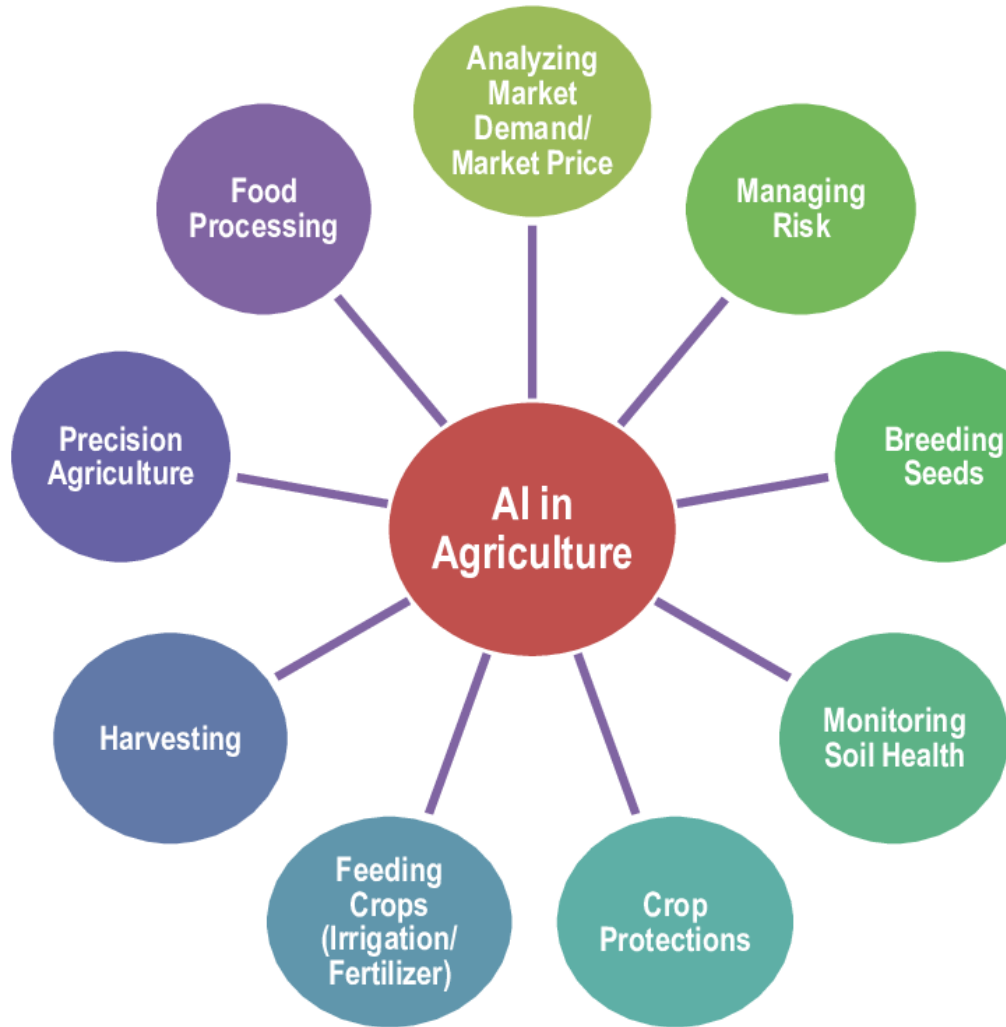 Analyzing
Market
Demand/
Market Price
Managing
Risk
Breeding
Seeds
Monitoring
Soil Health
Crop
Protections
Feeding
Crops
(Irrigation/
Fertilizer)
Harvesting
Precision
Agriculture
Food
Processing
AI in
Agriculture